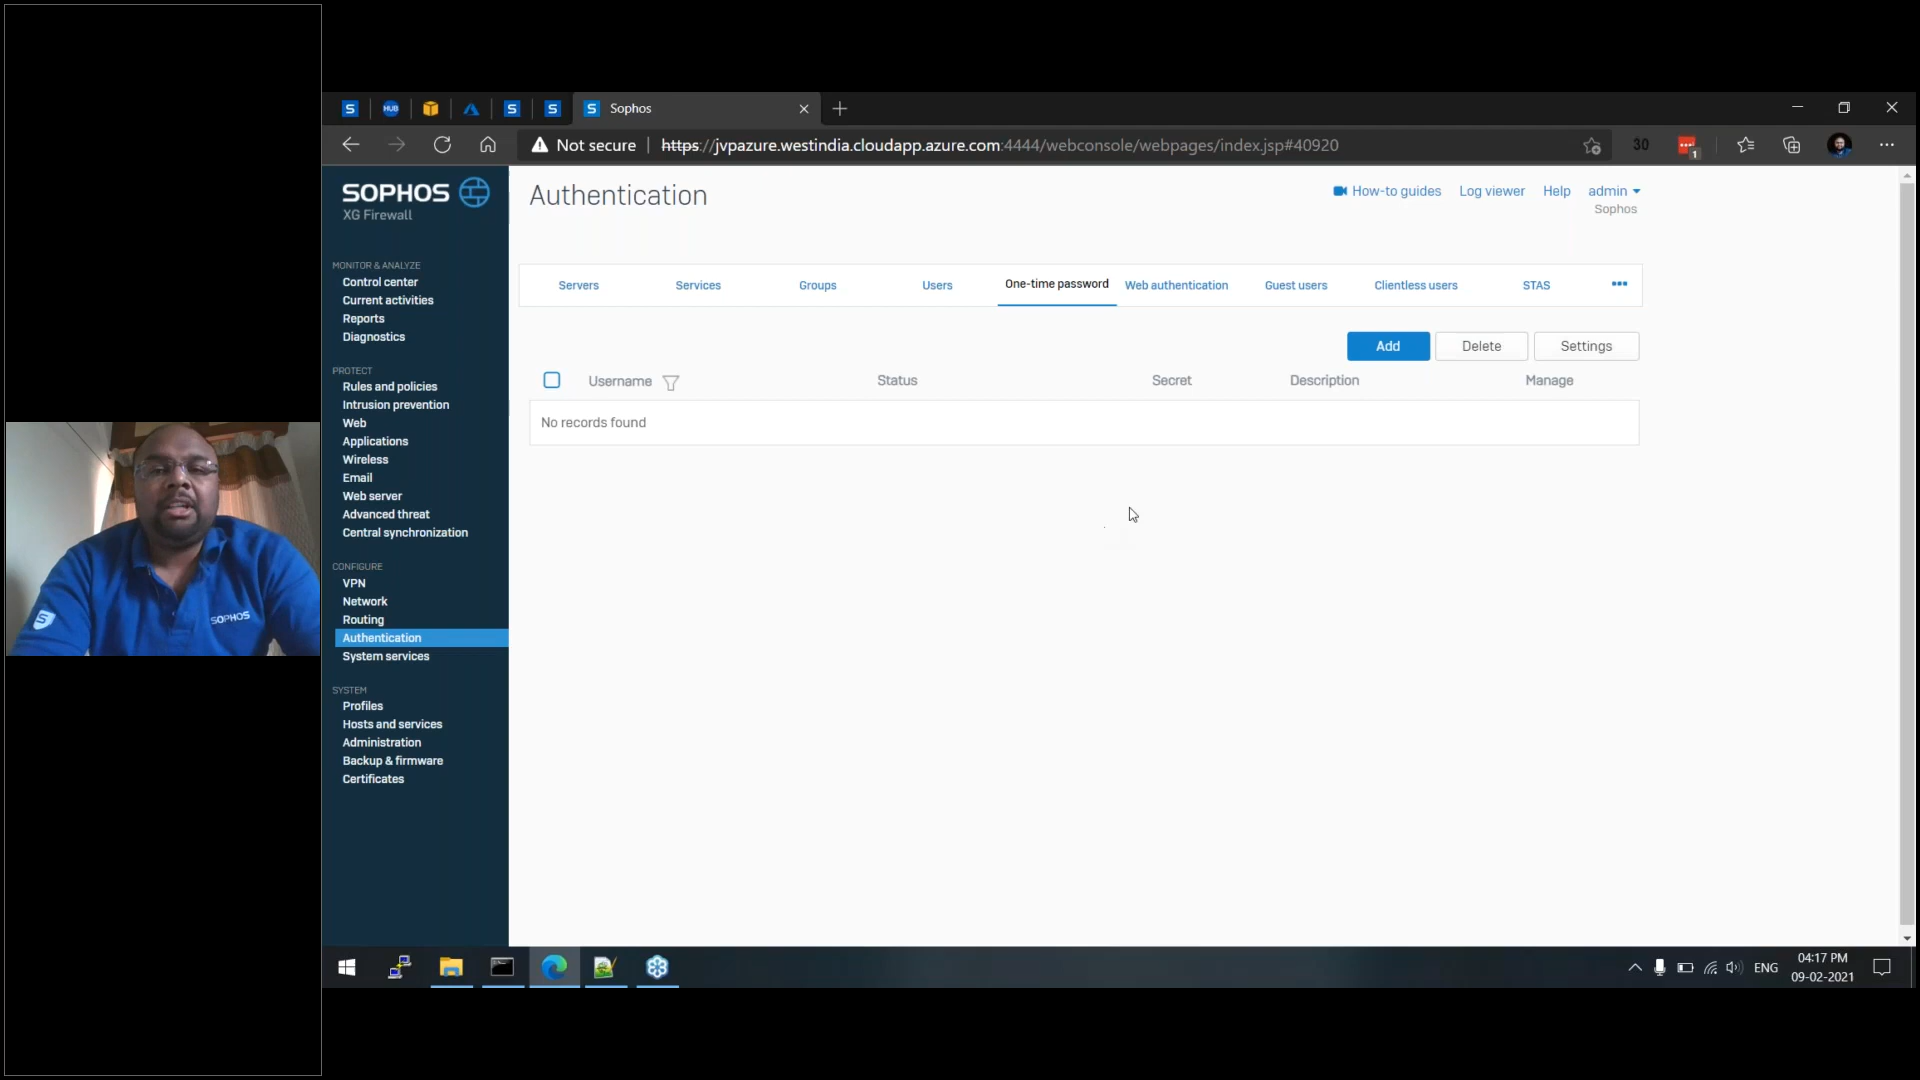 HUB
Sophos
Not secure
https://jvpazure.westindia.cloudapp.azure.com:4444/webconsole/webpages/index.jsp#40920
30
1
SOPHOS
XG Firewall
Authentication
How-to guides
Log viewer
Help
admin
Sophos
MONITOR & ANALYZE
Control center
Current activities
Reports
Diagnostics
PROTECT
Rules and policies
Intrusion prevention
Web
Applications
Wireless
Email
Web server
Advanced threat
Central synchronization
CONFIGURE
VPN
Network
Routing
Authentication
System services
SYSTEM
Profiles
Hosts and services
Administration
Backup & firmware
Certificates
Servers
Services
Groups
Users
One-time password
Web authentication
Guest users
Clientless users
STAS
Add
Delete
Settings
Username
Status
Secret
Description
Manage
No records found
SOPHOS
ENG
04:17 PM
09-02-2021